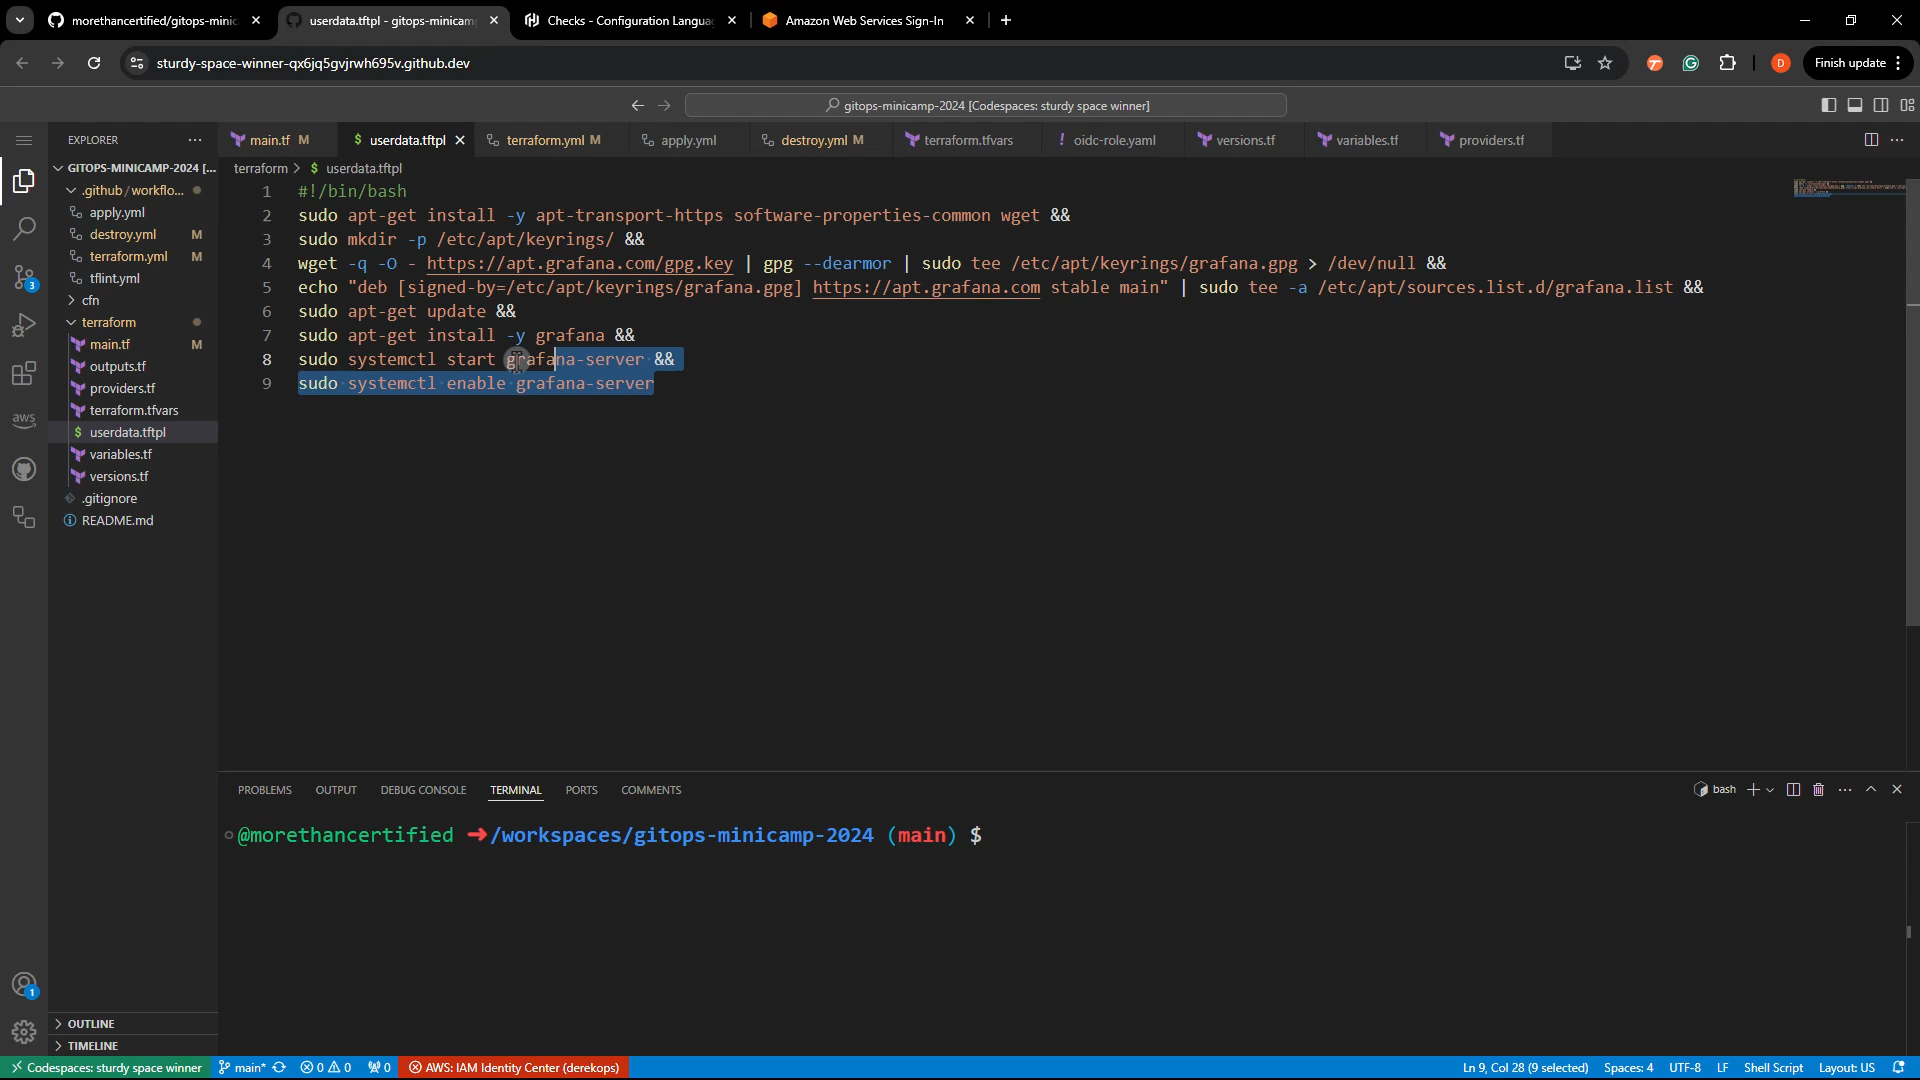 morethancertified/gitops-minic
userdata.tftpl - gitops-minicam
Checks - Configuration Langua
Amazon Web Services Sign-In
sturdy-space-winner-qx6jq5gvjrwh695v.github.dev
D
Finish update
gitops-minicamp-2024 [Codespaces: sturdy space winner]
EXPLORER
main.tf M
$ userdata.tftpl
terraform.yml M
apply.yml
destroy.yml M
terraform.tfvars
! oidc-role.yaml
versions.tf
variables.tf
providers.tf
GITOPS-MINICAMP-2024 [...
.github/workflo...
apply.yml
destroy.yml M
terraform.yml M
tflint.yml
cfn
terraform
main.tf M
outputs.tf
providers.tf
terraform.tfvars
$ userdata.tftpl
variables.tf
versions.tf
.gitignore
README.md
OUTLINE
TIMELINE
3
aws
1
terraform > $ userdata.tftpl
1 #!/bin/bash
2 sudo apt-get install -y apt-transport-https software-properties-common wget &&
3 sudo mkdir -p /etc/apt/keyrings/ &&
4 wget -q -O - https://apt.grafana.com/gpg.key | gpg --dearmor | sudo tee /etc/apt/keyrings/grafana.gpg > /dev/null &&
5 echo "deb [signed-by=/etc/apt/keyrings/grafana.gpg] https://apt.grafana.com stable main" | sudo tee -a /etc/apt/sources.list.d/grafana.list &&
6 sudo apt-get update &&
7 sudo apt-get install -y grafana &&
8 sudo systemctl start grafana-server &&
9 sudo systemctl enable grafana-server
PROBLEMS OUTPUT DEBUG CONSOLE TERMINAL PORTS COMMENTS
bash
@morethancertified ➜ /workspaces/gitops-minicamp-2024 (main) $
Codespaces: sturdy space winner
main*
0 0
0
AWS: IAM Identity Center (derekops)
Ln 9, Col 28 (9 selected)
Spaces: 4
UTF-8
LF
Shell Script
Layout: US